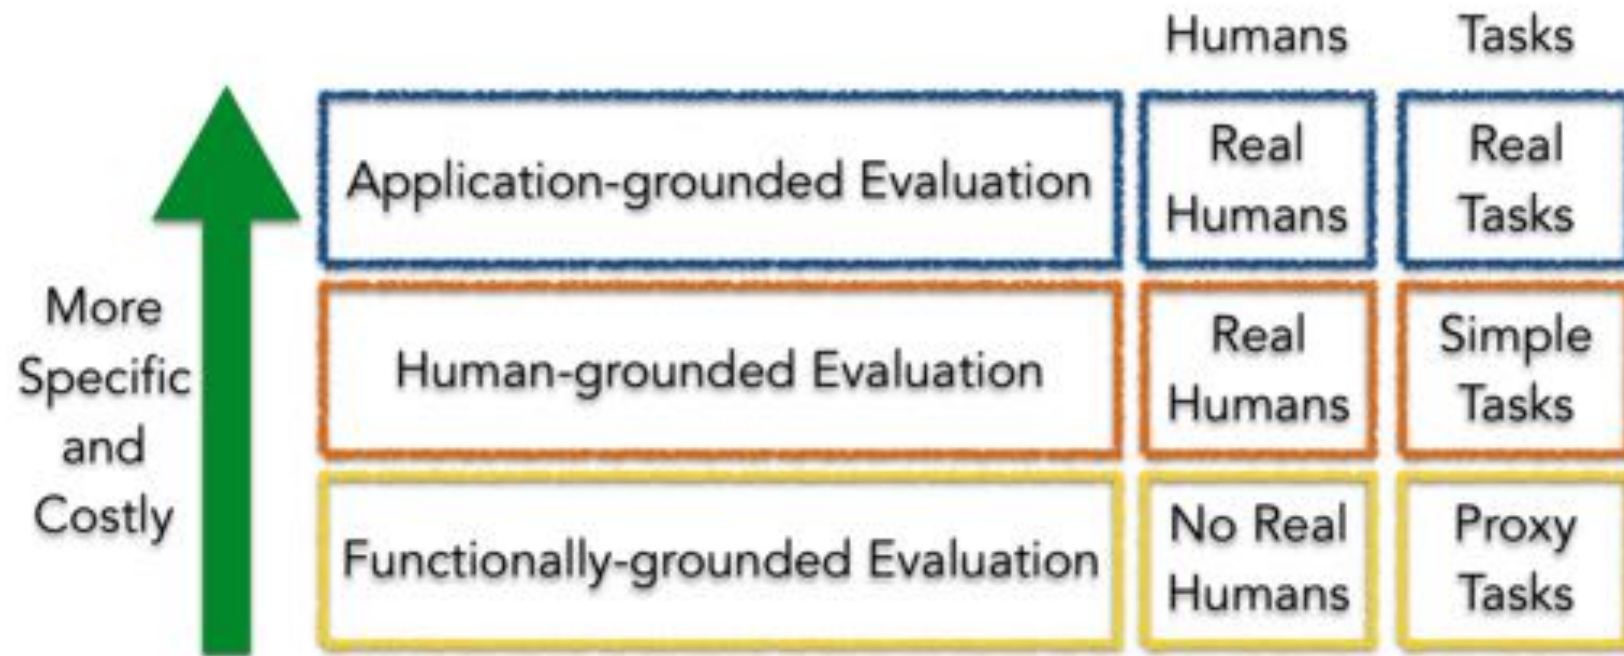 Humans Tasks
Application-grounded Evaluation
Real
Humans
Real
Tasks
More
Specific
and
Costly
Human-grounded Evaluation
Real
Humans
Simple
Tasks
Functionally-grounded Evaluation
No Real
Humans
Proxy
Tasks